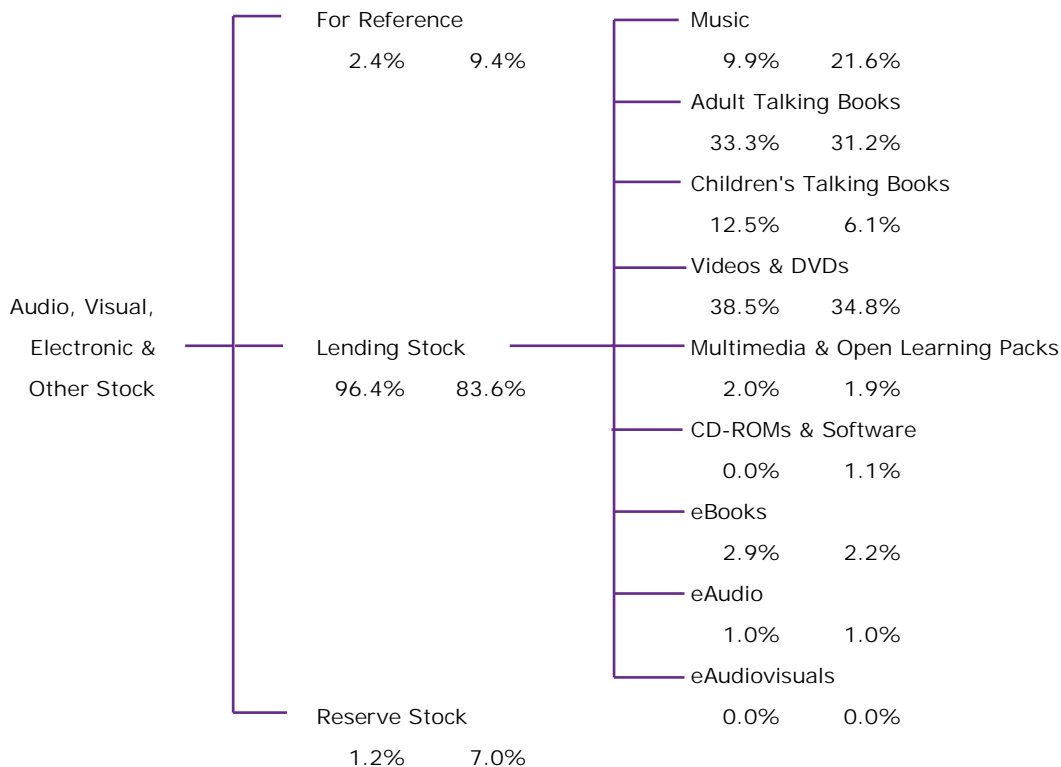 For Reference
2.4% 9.4%
Audio, Visual,
Electronic &
Other Stock
Lending Stock
96.4% 83.6%
Reserve Stock
1.2% 7.0%
Music
9.9% 21.6%
Adult Talking Books
33.3% 31.2%
Children's Talking Books
12.5% 6.1%
Videos & DVDs
38.5% 34.8%
Multimedia & Open Learning Packs
2.0% 1.9%
CD-ROMs & Software
0.0% 1.1%
eBooks
2.9% 2.2%
eAudio
1.0% 1.0%
eAudiovisuals
0.0% 0.0%